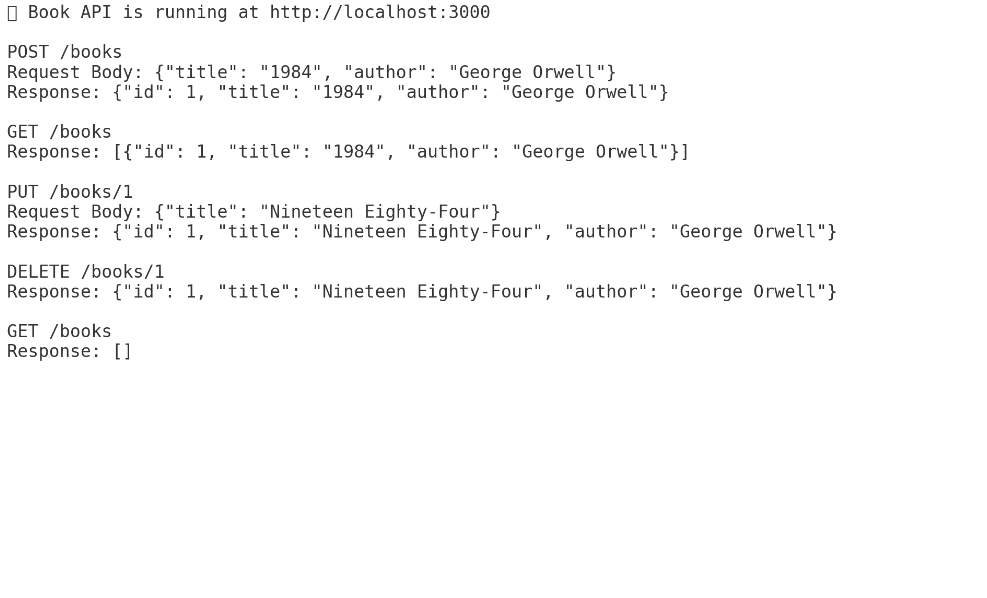 Book API is running at http://localhost:3000
POST /books
Request Body: {"title": "1984", "author": "George Orwell"}
Response: {"id": 1, "title": "1984", "author": "George Orwell"}
GET /books
Response: [{"id": 1, "title": "1984", "author": "George Orwell"}]
PUT /books/1
Request Body: {"title": "Nineteen Eighty-Four"}
Response: {"id": 1, "title": "Nineteen Eighty-Four", "author": "George Orwell"}
DELETE /books/1
Response: {"id": 1, "title": "Nineteen Eighty-Four", "author": "George Orwell"}
GET /books
Response: []